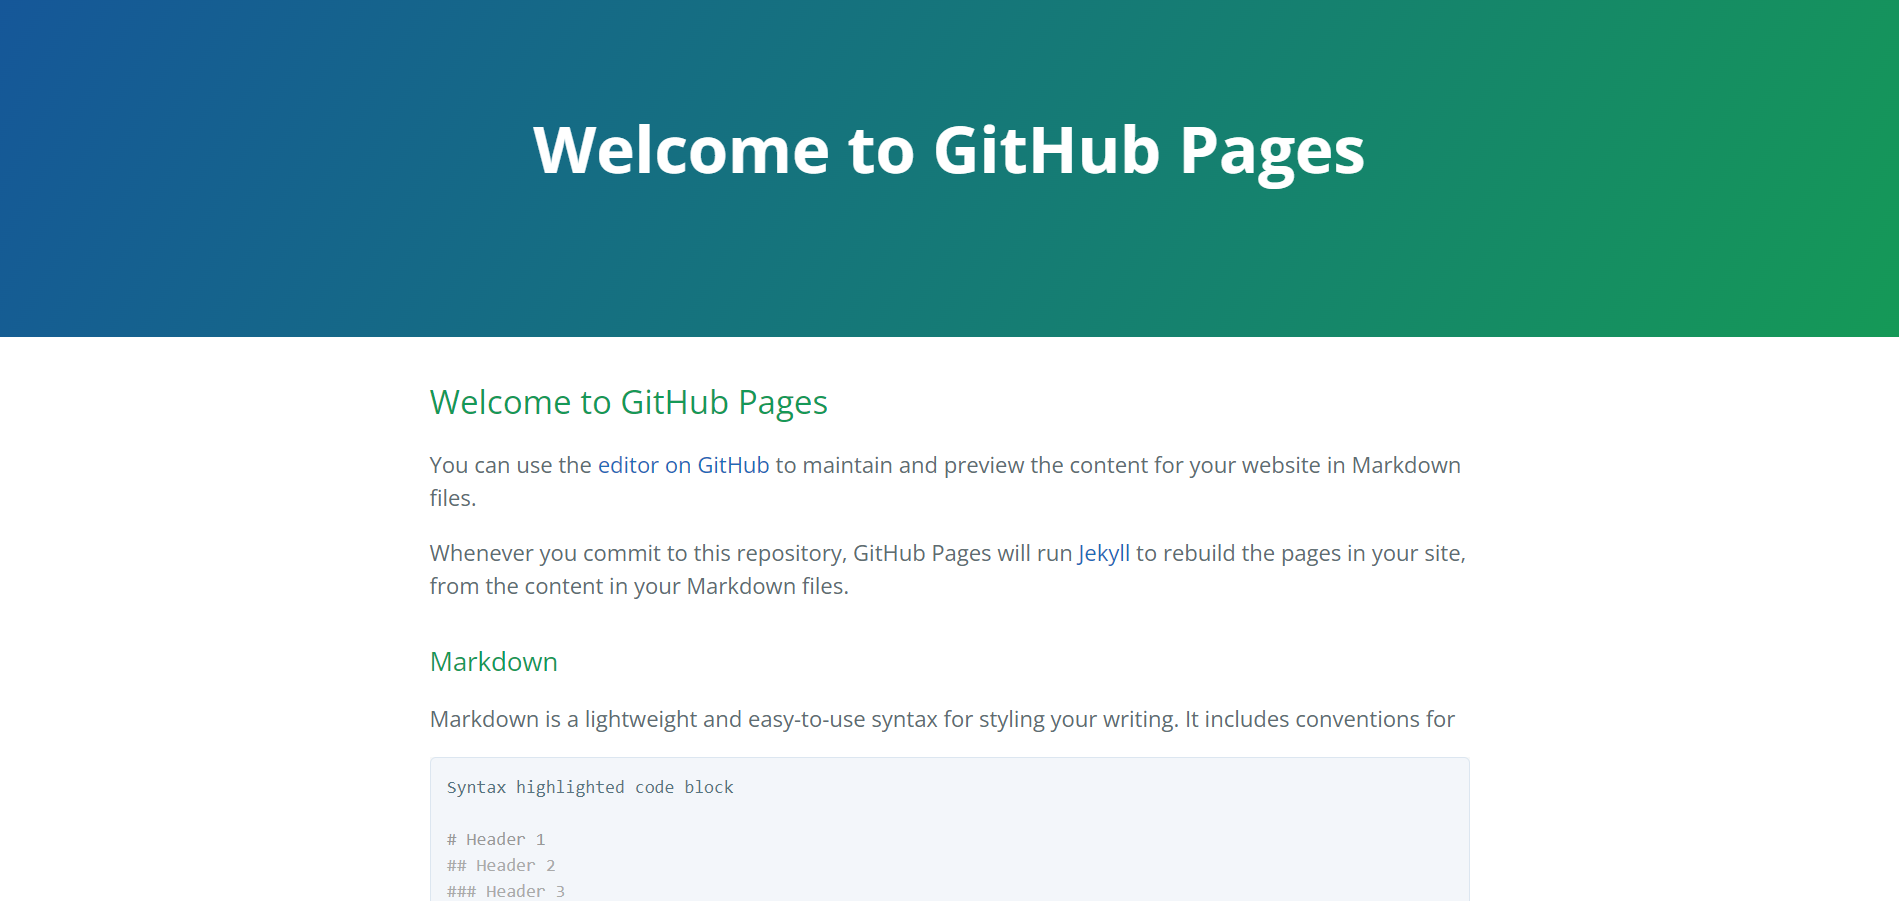 Welcome to GitHub Pages
Welcome to GitHub Pages
You can use the editor on GitHub to maintain and preview the content for your website in Markdown
files.
Whenever you commit to this repository, GitHub Pages will run Jekyll to rebuild the pages in your site,
from the content in your Markdown files.
Markdown
Markdown is a lightweight and easy-to-use syntax for styling your writing. It includes conventions for
Syntax highlighted code block
# Header 1
## Header 2
### Header 3